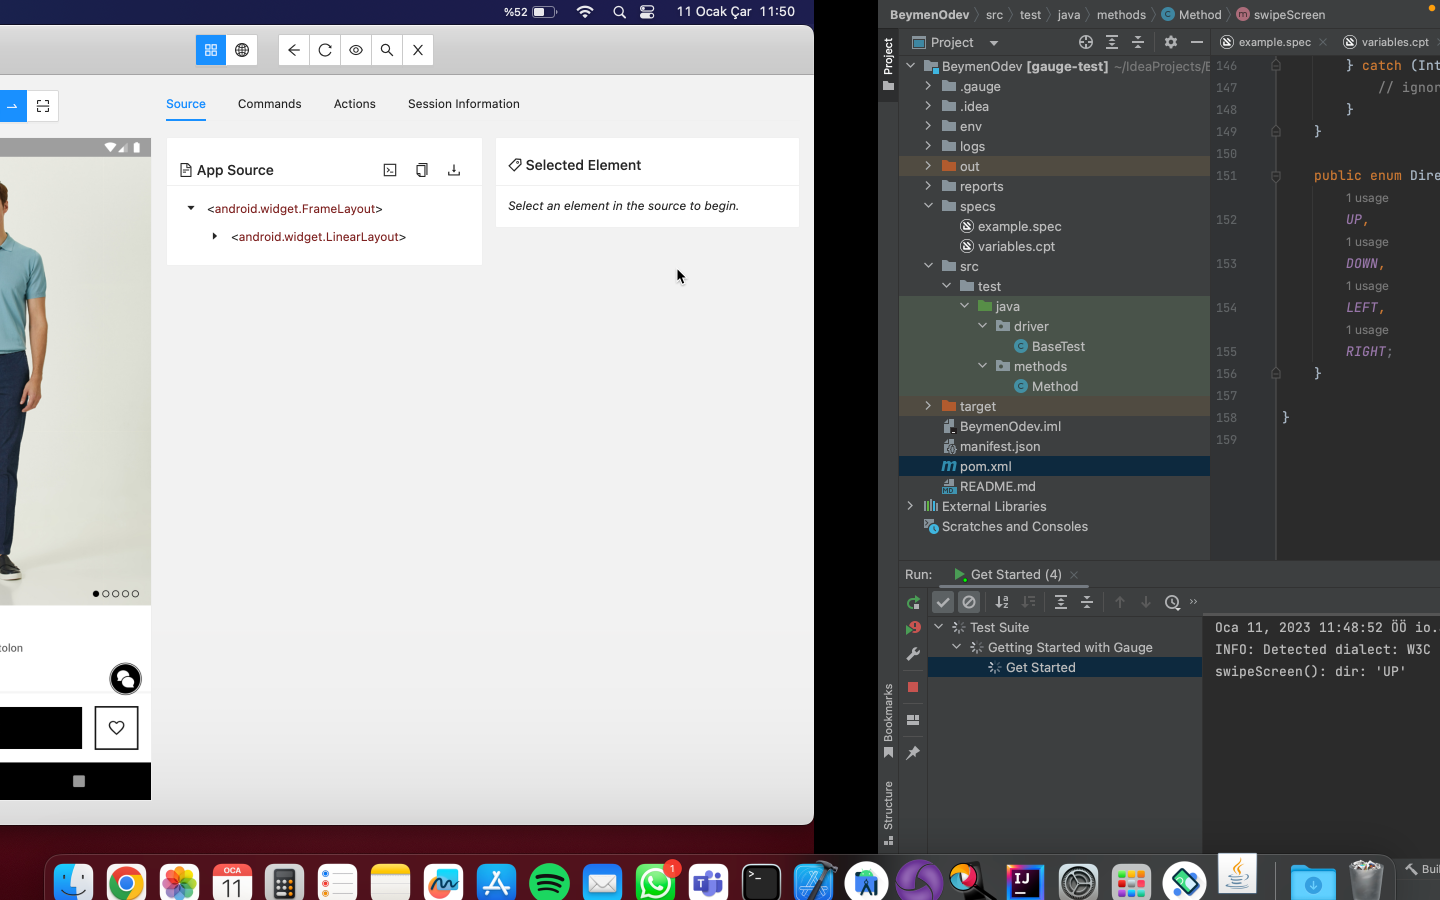 %52
11 Ocak Çar 11:50
Source
Commands
Actions
Session Information
App Source
<android.widget.FrameLayout>
<android.widget.LinearLayout>
Selected Element
Select an element in the source to begin.
tolon
BeymenOdev
src
test
java
methods
Method
swipeScreen
Project
Project
example.spec
variables.cpt
BeymenOdev [gauge-test] ~/IdeaProjects/
.gauge
.idea
env
logs
out
reports
specs
example.spec
variables.cpt
src
test
java
driver
BaseTest
methods
Method
target
BeymenOdev.iml
manifest.json
pom.xml
README.md
External Libraries
Scratches and Consoles
146 } catch (Int
147 // ignor
148 }
149 }
150
151 public enum Dire
1 usage
152 UP,
1 usage
153 DOWN,
1 usage
154 LEFT,
1 usage
155 RIGHT;
156 }
157
158 }
159
Run:
Get Started (4)
Test Suite
Getting Started with Gauge
Get Started
Oca 11, 2023 11:48:52 ÖÖ io.
INFO: Detected dialect: W3C
swipeScreen(): dir: 'UP'
Bookmarks
Structure
OCA
11
1
IJ
Buil